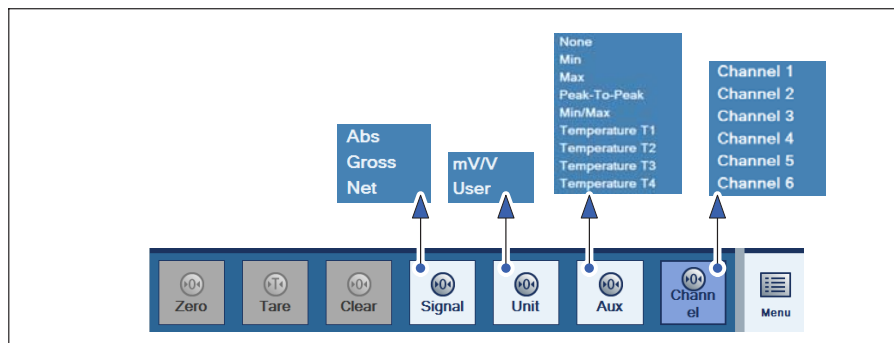 None
Min
Max
Peak-To-Peak
Min/Max
Temperature T1
Temperature T2
Temperature T3
Temperature T4
Channel 1
Channel 2
Channel 3
Channel 4
Channel 5
Channel 6
Abs
Gross
Net
mV/V
User
Zero
Tare
Clear
Signal
Unit
Aux
Chann
el
Menu